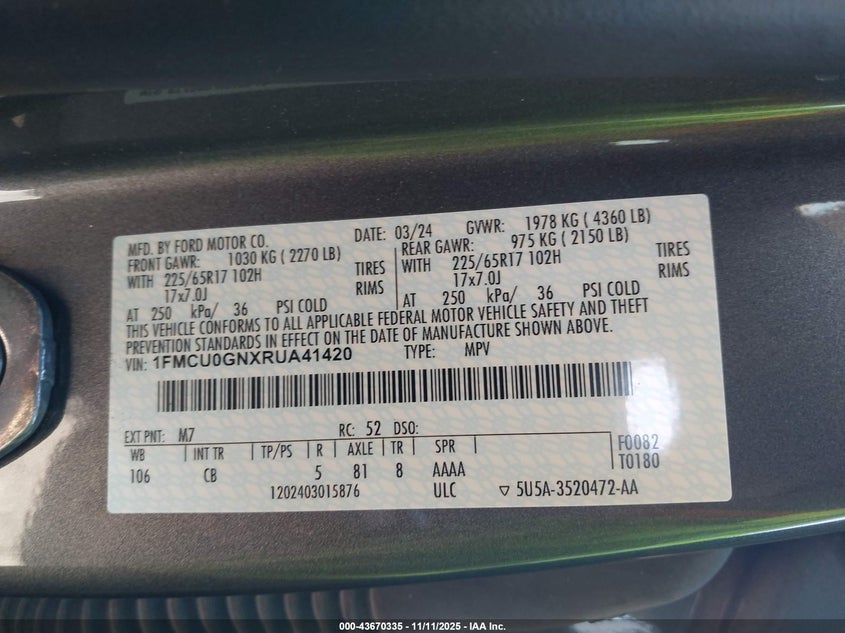 MFD. BY FORD MOTOR CO. DATE: 03/24 GVWR: 1978 KG ( 4360 LB)
FRONT GAWR: 1030 KG ( 2270 LB) REAR GAWR: 975 KG ( 2150 LB)
WITH 225/65R17 102H TIRES WITH 225/65R17 102H TIRES
17x7.0J RIMS 17x7.0J RIMS
AT 250 kPa/ 36 PSI COLD AT 250 kPa/ 36 PSI COLD
THIS VEHICLE CONFORMS TO ALL APPLICABLE FEDERAL MOTOR VEHICLE SAFETY AND THEFT
PREVENTION STANDARDS IN EFFECT ON THE DATE OF MANUFACTURE SHOWN ABOVE.
VIN: 1FMCU0GNXRUA41420 TYPE: MPV
EXT PNT: M7 RC: 52 DSO:
WB INT TR TP/PS R AXLE TR SPR F0082
106 CB 5 81 8 AAAA T0180
1202403015876 ULC ▽ 5U5A-3520472-AA
000-43670335 - 11/11/2025 - IAA Inc.